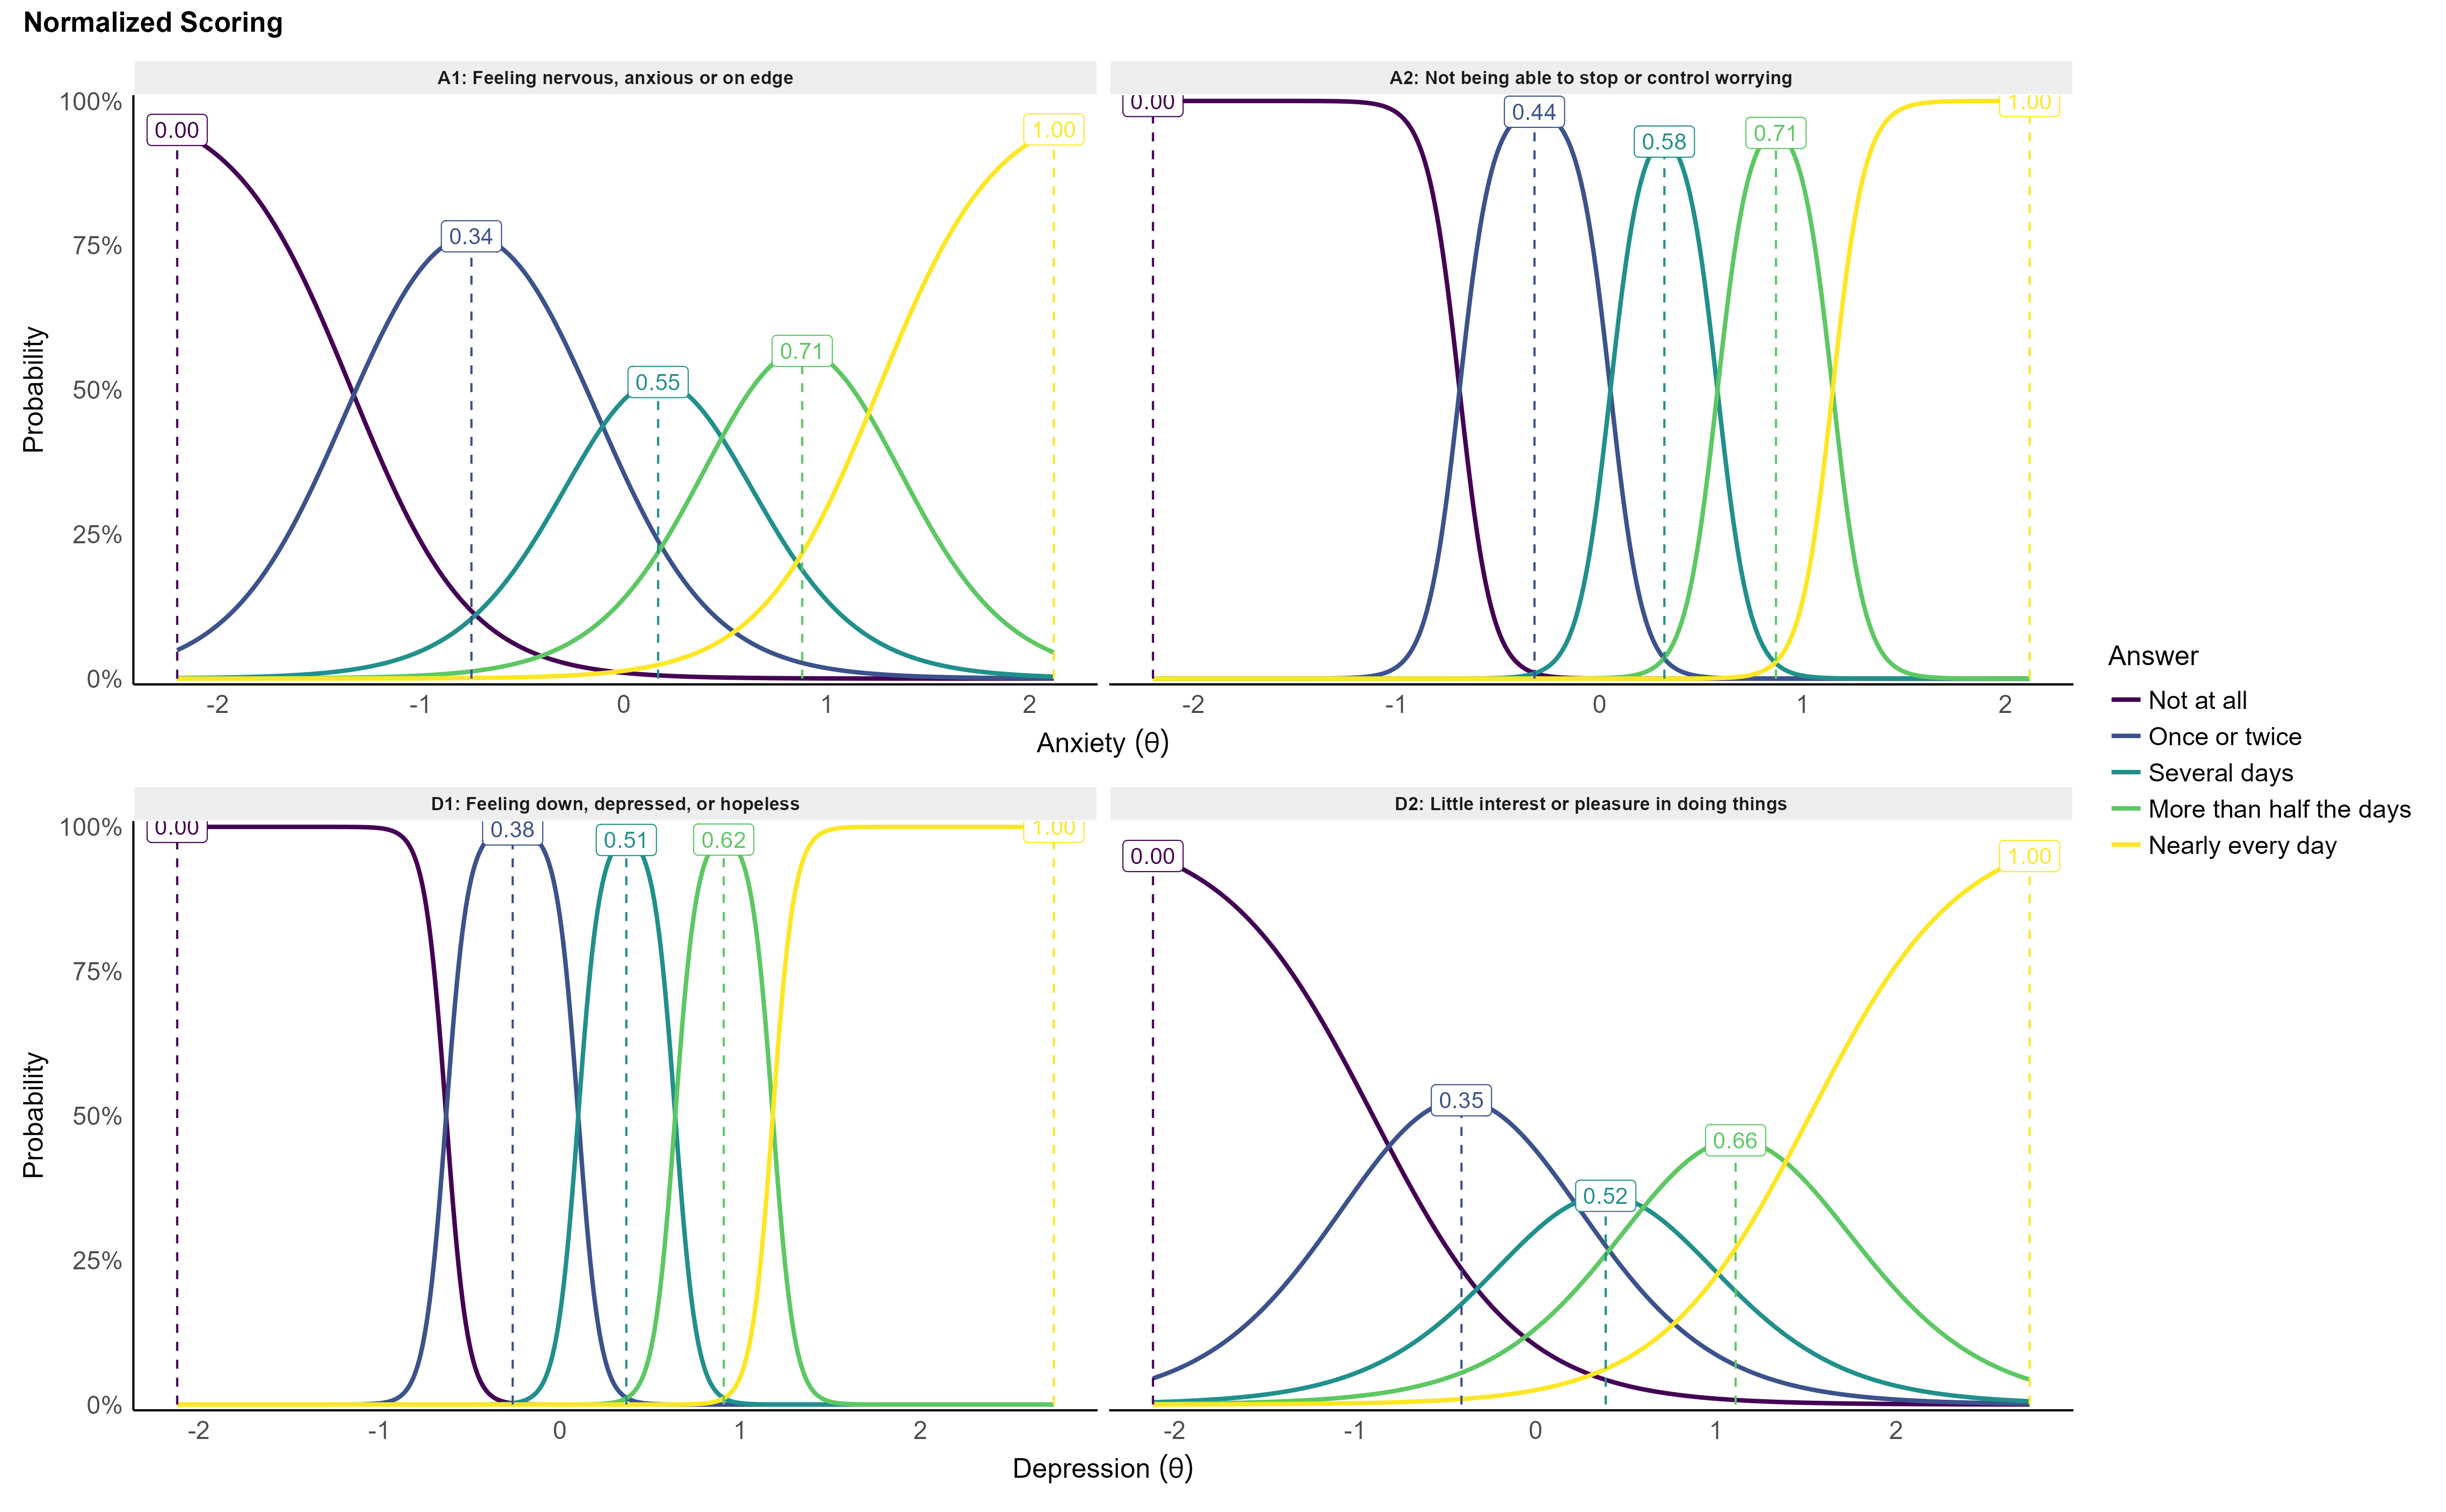 Normalized Scoring
A1: Feeling nervous, anxious or on edge
A2: Not being able to stop or control worrying
100%
75%
50%
25%
0%
Probability
0.00
0.34
0.55
0.71
1.00
0.00
0.44
0.58
0.71
1.00
-2 -1 0 1 2
-2 -1 0 1 2
Anxiety (θ)
D1: Feeling down, depressed, or hopeless
D2: Little interest or pleasure in doing things
100%
75%
50%
25%
0%
Probability
0.00
0.38
0.51
0.62
1.00
0.00
0.35
0.52
0.66
1.00
-2 -1 0 1 2
-2 -1 0 1 2
Depression (θ)
Answer
Not at all
Once or twice
Several days
More than half the days
Nearly every day